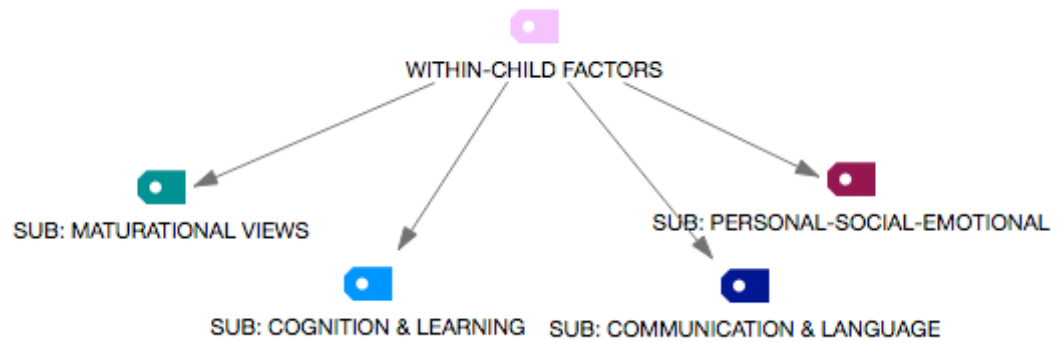 WITHIN-CHILD FACTORS
SUB: MATURATIONAL VIEWS
SUB: PERSONAL-SOCIAL-EMOTIONAL
SUB: COGNITION & LEARNING
SUB: COMMUNICATION & LANGUAGE